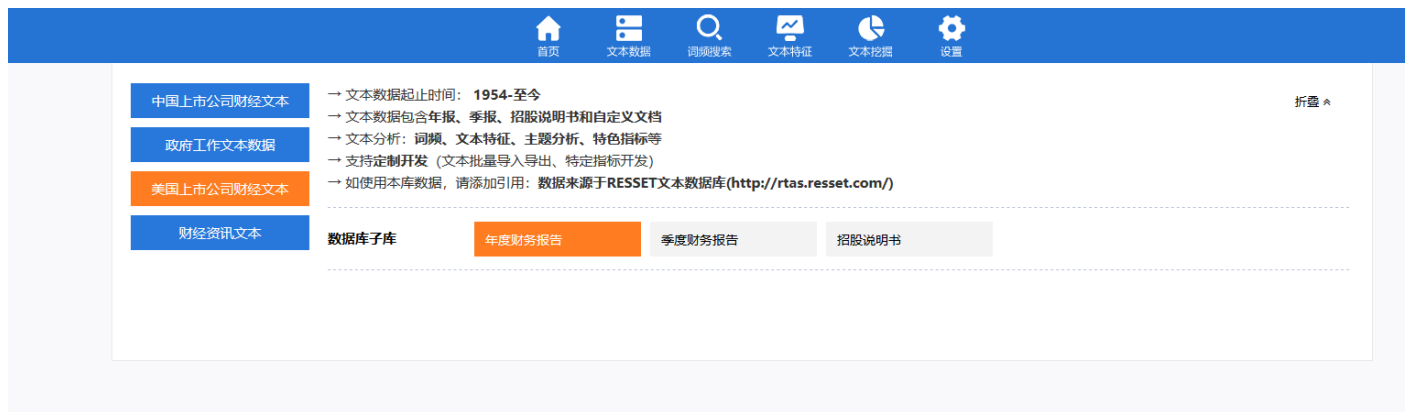 首页 文本数据 词频搜索 文本特征 文本挖掘 设置
中国上市公司财经文本
政府工作文本数据
美国上市公司财经文本
财经资讯文本
→ 文本数据起止时间： 1954-至今
→ 文本数据包含年报、季报、招股说明书和自定义文档
→ 文本分析：词频、文本特征、主题分析、特色指标等
→ 支持定制开发（文本批量导入导出、特定指标开发）
→ 如使用本库数据，请添加引用：数据来源于RESSET文本数据库(http://rtas.resset.com/)
折叠
数据库子库 年度财务报告 季度财务报告 招股说明书